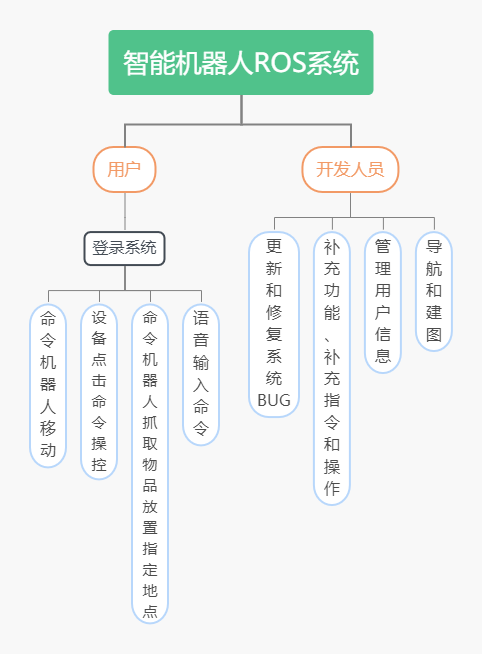 智能机器人ROS系统
用户
开发人员
登录系统
命令机器人移动
设备点击命令操控
命令机器人抓取物品放置指定地点
语音输入命令
更新和修复系统BUG
补充功能、补充指令和操作
管理用户信息
导航和建图